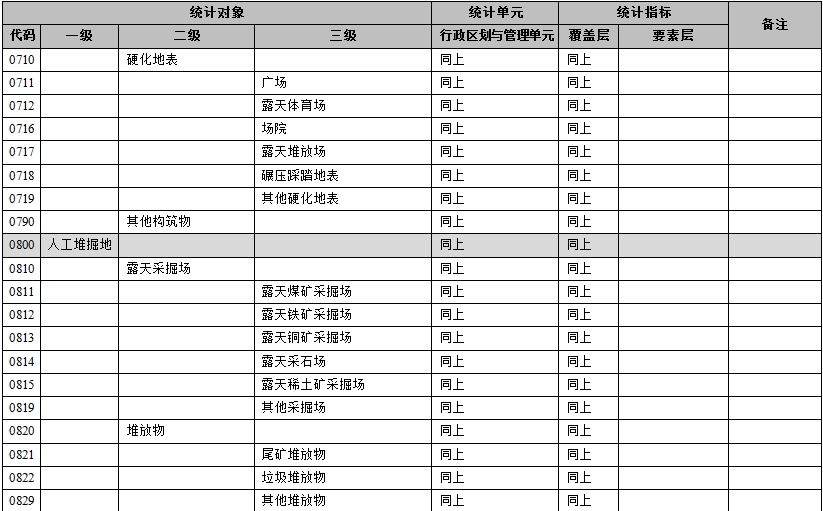 统计对象 统计单元 统计指标 备注
代码 一级 二级 三级 行政区划与管理单元 覆盖层 要素层
0710 硬化地表 同上 同上
0711 广场 同上 同上
0712 露天体育场 同上 同上
0716 场院 同上 同上
0717 露天堆放场 同上 同上
0718 碾压踩踏地表 同上 同上
0719 其他硬化地表 同上 同上
0790 其他构筑物 同上 同上
0800 人工堆掘地 同上 同上
0810 露天采掘场 同上 同上
0811 露天煤矿采掘场 同上 同上
0812 露天铁矿采掘场 同上 同上
0813 露天铜矿采掘场 同上 同上
0814 露天采石场 同上 同上
0815 露天稀土矿采掘场 同上 同上
0819 其他采掘场 同上 同上
0820 堆放物 同上 同上
0821 尾矿堆放物 同上 同上
0822 垃圾堆放物 同上 同上
0829 其他堆放物 同上 同上